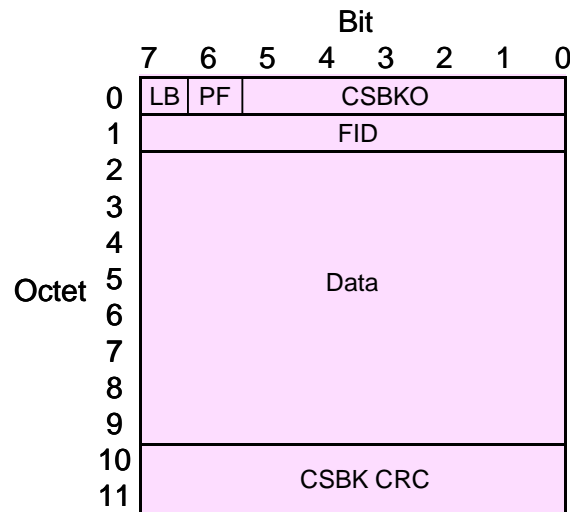 Bit
7 6 5 4 3 2 1 0
0 LB PF CSBKO
1 FID
2
3
4
Octet 5 Data
6
7
8
9
10
CSBK CRC
11